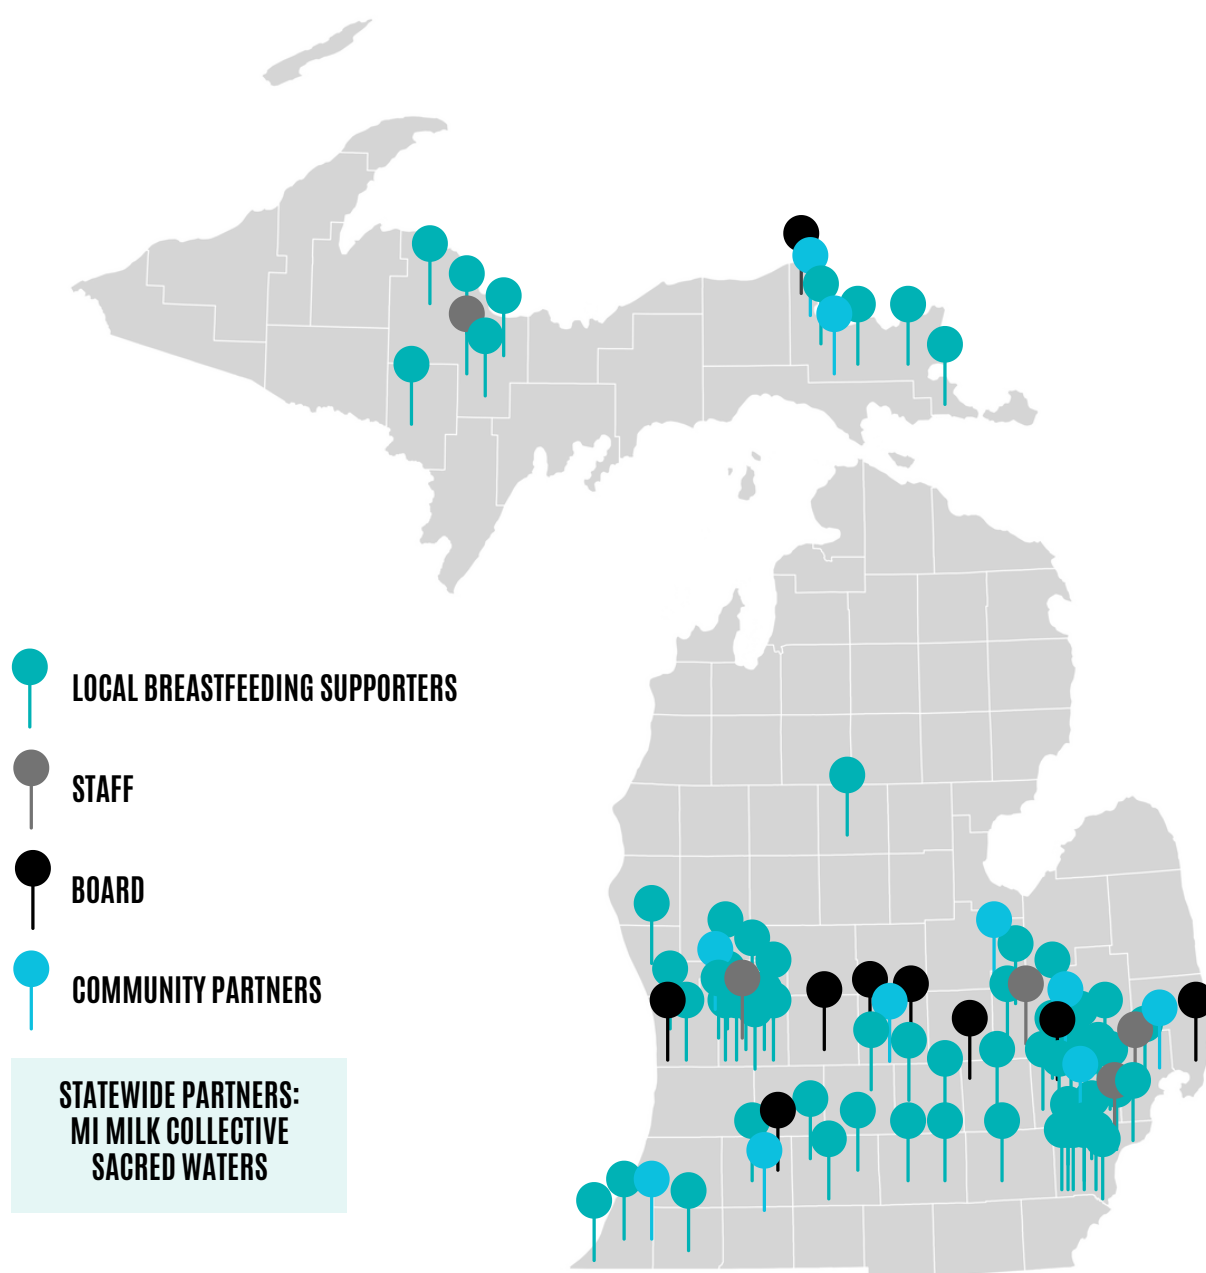 LOCAL BREASTFEEDING SUPPORTERS
STAFF
BOARD
COMMUNITY PARTNERS
STATEWIDE PARTNERS:
MI MILK COLLECTIVE
SACRED WATERS